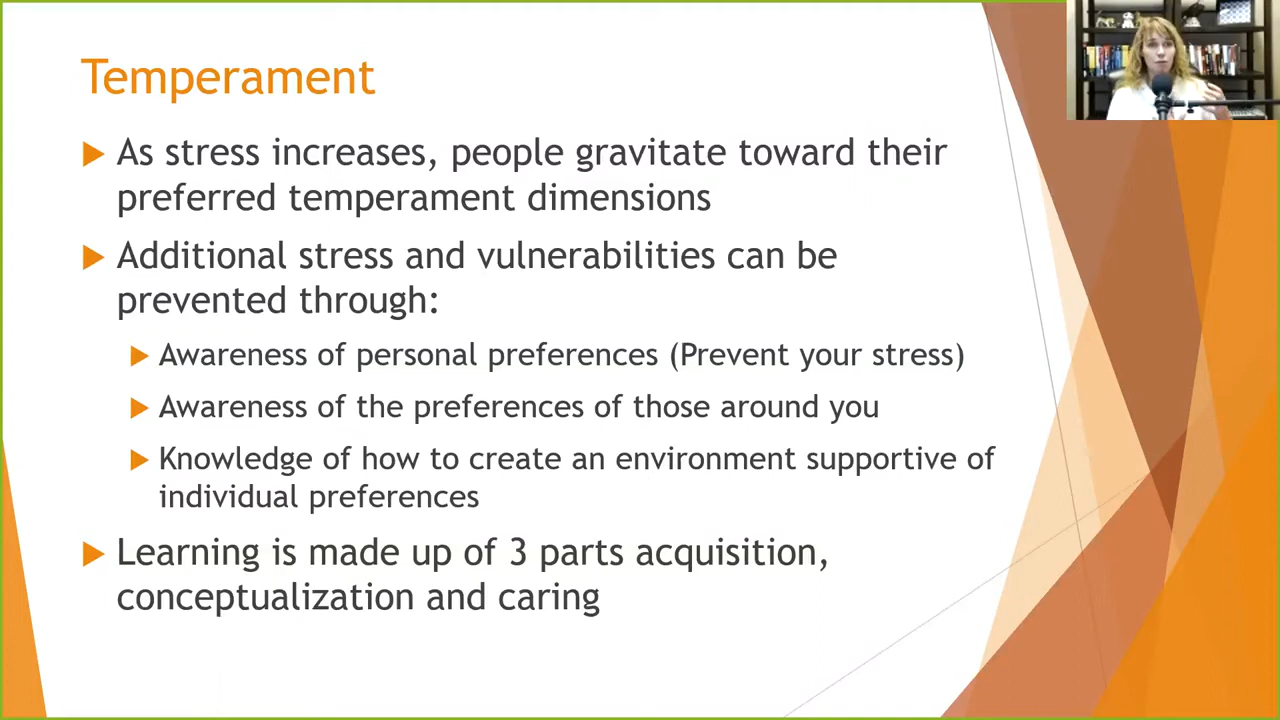 Temperament
As stress increases, people gravitate toward their
preferred temperament dimensions
Additional stress and vulnerabilities can be
prevented through:
Awareness of personal preferences (Prevent your stress)
Awareness of the preferences of those around you
Knowledge of how to create an environment supportive of
individual preferences
Learning is made up of 3 parts acquisition,
conceptualization and caring